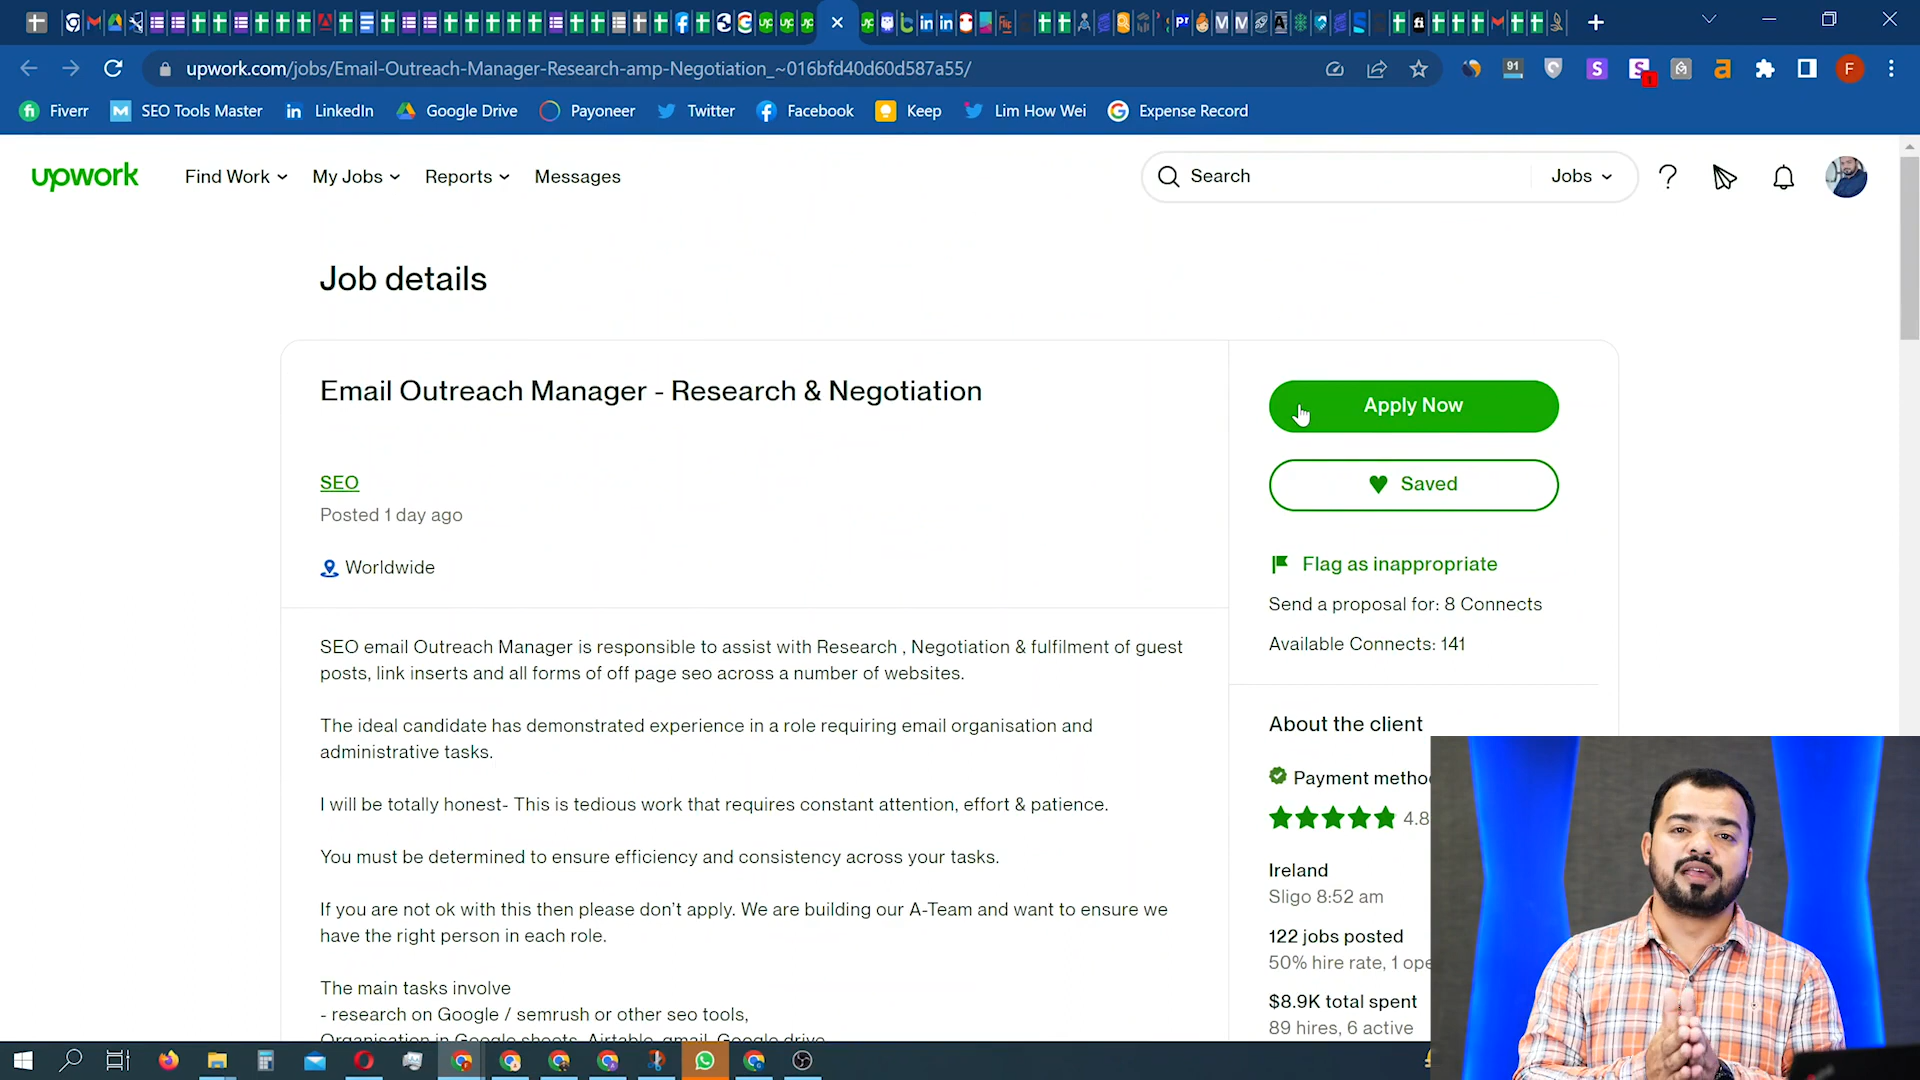 upwork.com/jobs/Email-Outreach-Manager-Research-amp-Negotiation_~016bfd40d60d587a55/
91
F
Fiverr
SEO Tools Master
LinkedIn
Google Drive
Payoneer
Twitter
Facebook
Keep
Lim How Wei
Expense Record
upwork
Find Work
My Jobs
Reports
Messages
Search
Jobs
Job details
Email Outreach Manager - Research & Negotiation
SEO
Posted 1 day ago
Worldwide
SEO email Outreach Manager is responsible to assist with Research , Negotiation & fulfilment of guest
posts, link inserts and all forms of off page seo across a number of websites.
The ideal candidate has demonstrated experience in a role requiring email organisation and
administrative tasks.
I will be totally honest- This is tedious work that requires constant attention, effort & patience.
You must be determined to ensure efficiency and consistency across your tasks.
If you are not ok with this then please don't apply. We are building our A-Team and want to ensure we
have the right person in each role.
The main tasks involve
- research on Google / semrush or other seo tools,
Organisation in Google sheets, Airtable, gmail, Google drive
Apply Now
Saved
Flag as inappropriate
Send a proposal for: 8 Connects
Available Connects: 141
About the client
Payment
4.8
Ireland
Sligo 8:52 am
122 jobs posted
50% hire rate, 1
$8.9K total spent
89 hires, 6 active